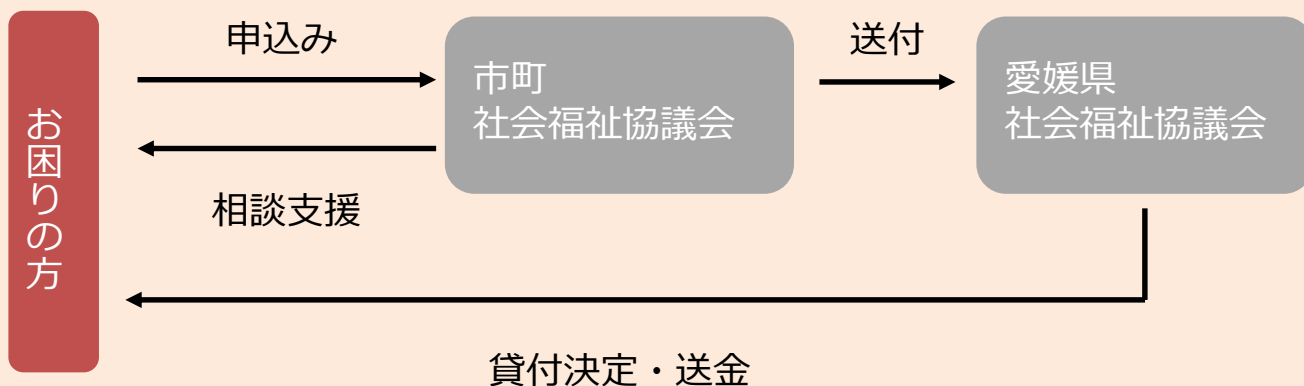 お困りの方
申込み
相談支援
市町
社会福祉協議会
送付
愛媛県
社会福祉協議会
貸付決定・送金